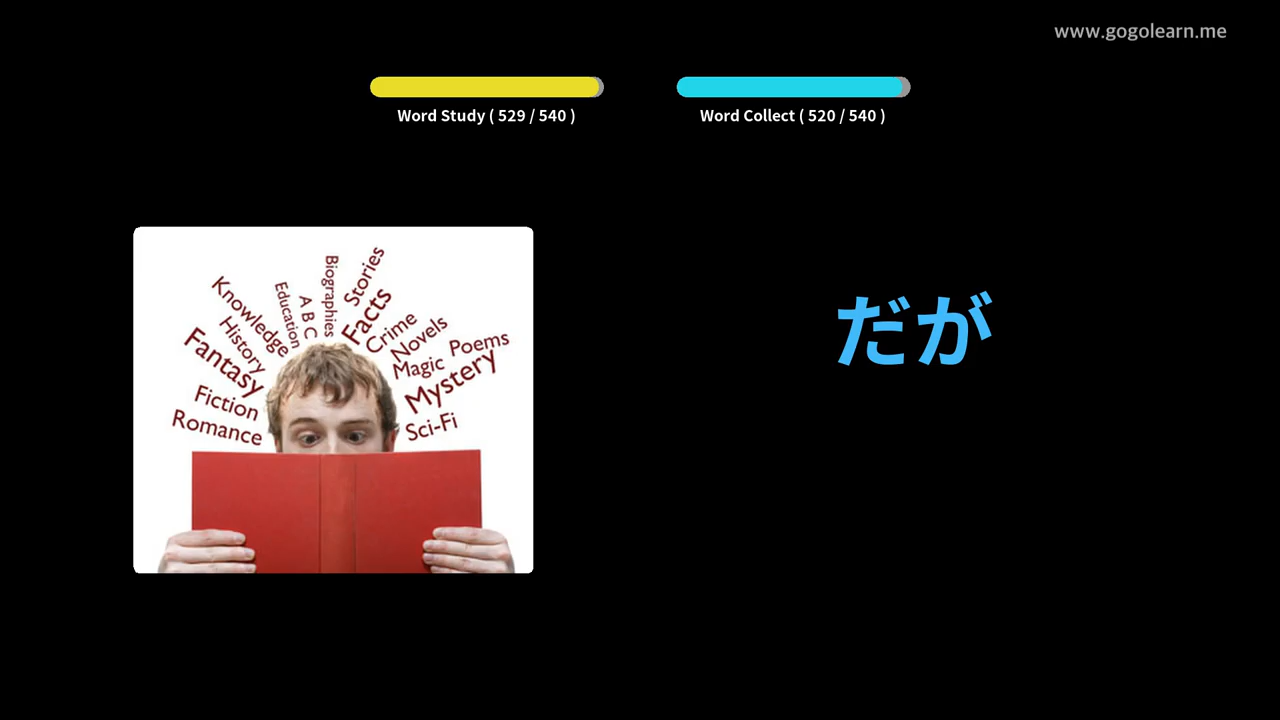 www.gogolearn.me
Word Study ( 529 / 540 )
Word Collect ( 520 / 540 )
Stories
Biographies
Facts
A B C
Education
Knowledge
Crime
Novels
History
Poems
Magic
Fantasy
Mystery
Fiction
Sci-Fi
Romance
だが